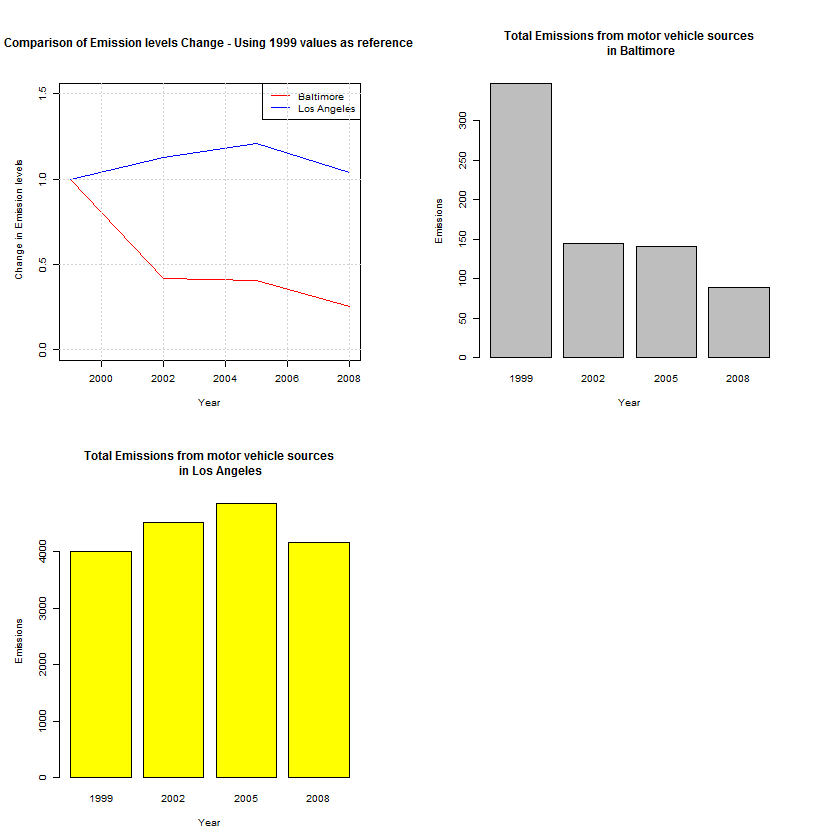 Comparison of Emission levels Change - Using 1999 values as reference
Baltimore
Los Angeles
1.5
1.0
0.5
0.0
Change in Emission levels
2000 2002 2004 2006 2008
Year
Total Emissions from motor vehicle sources
in Baltimore
300
250
200
150
100
50
0
Emissions
1999 2002 2005 2008
Year
Total Emissions from motor vehicle sources
in Los Angeles
4000
3000
2000
1000
0
Emissions
1999 2002 2005 2008
Year